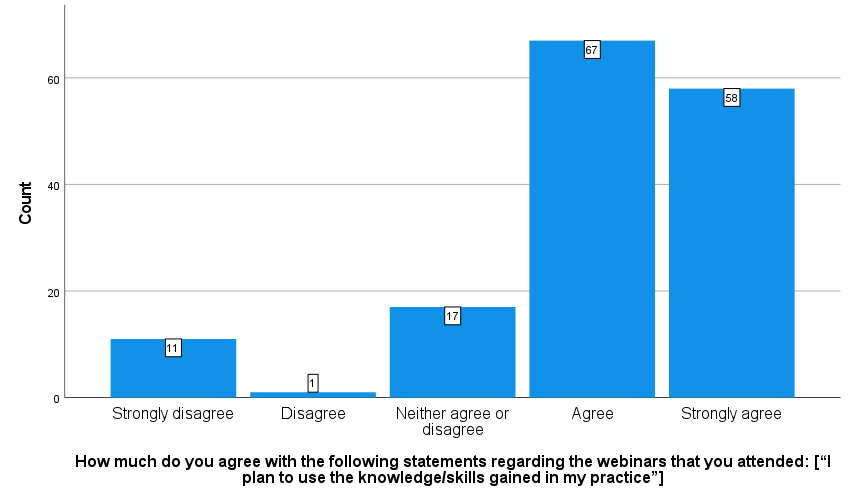 Count
60
40
20
0
11
1
17
67
58
Strongly disagree
Disagree
Neither agree or
disagree
Agree
Strongly agree
How much do you agree with the following statements regarding the webinars that you attended: [“I
plan to use the knowledge/skills gained in my practice”]